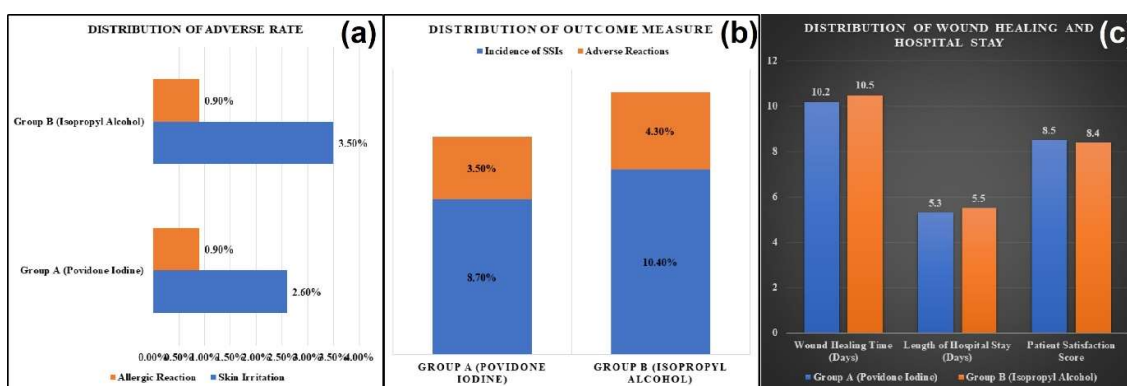 DISTRIBUTION OF ADVERSE RATE
(a)
Group B (Isopropyl Alcohol)
0.90%
3.50%
Group A (Povidone Iodine)
0.90%
2.60%
0.00% 0.50% 1.00% 1.50% 2.00% 2.50% 3.00% 3.50% 4.00%
Allergic Reaction Skin Irritation
DISTRIBUTION OF OUTCOME MEASURE
(b)
Incidence of SSIs Adverse Reactions
3.50%
8.70%
4.30%
10.40%
GROUP A (POVIDONE
IODINE)
GROUP B (ISOPROPYL
ALCOHOL)
DISTRIBUTION OF WOUND HEALING AND
HOSPITAL STAY
(c)
12
10
8
6
4
2
0
10.2 10.5
5.3 5.5
8.5 8.4
Wound Healing Time
(Days)
Length of Hospital Stay
(Days)
Patient Satisfaction
Score
Group A (Povidone Iodine) Group B (Isopropyl Alcohol)